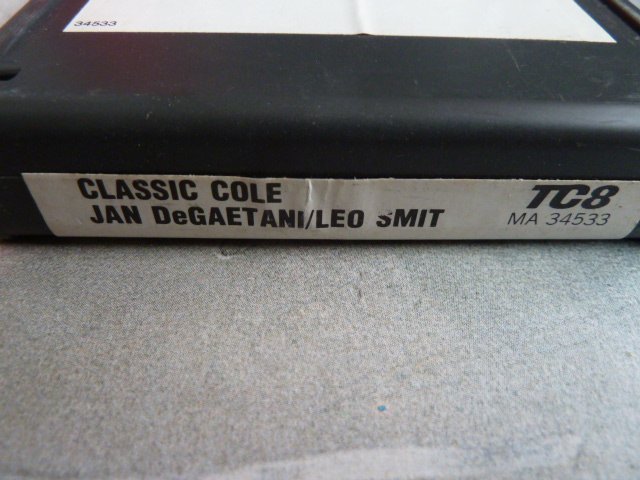 34533
CLASSIC COLE
JAN DeGAETANI/LEO SMIT
TC8
MA 34533